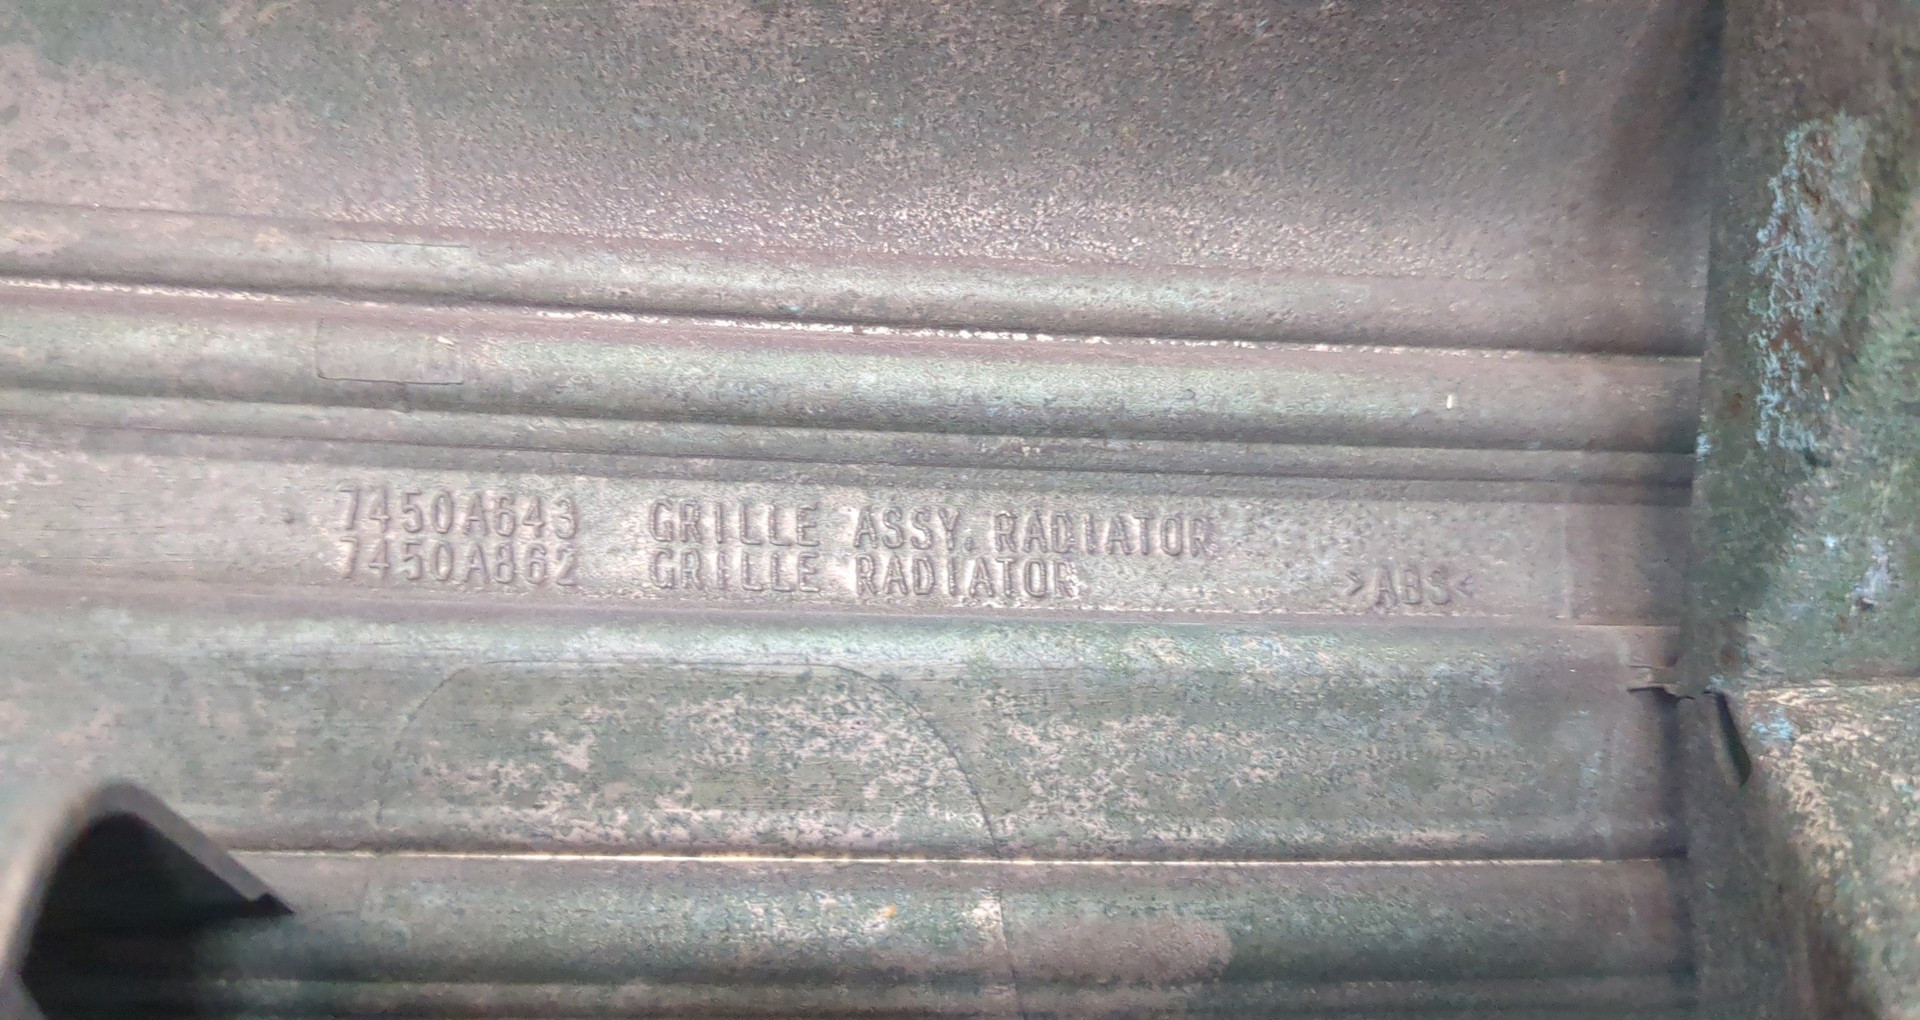 7450A643 GRILLE ASSY. RADIATOR
7450A862 GRILLE RADIATOR >ABS<